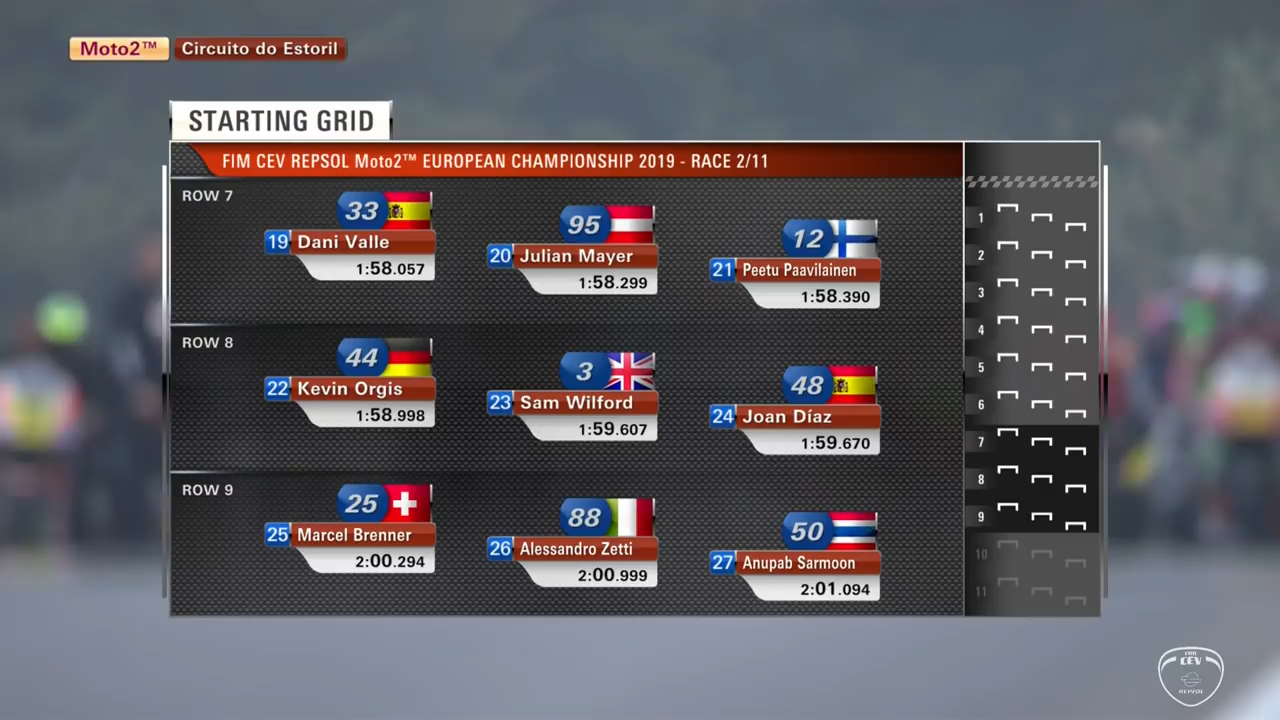 Moto2™ Circuito do Estoril
STARTING GRID
FIM CEV REPSOL Moto2™ EUROPEAN CHAMPIONSHIP 2019 - RACE 2/11
ROW 7
33 95 12
19 Dani Valle 20 Julian Mayer 21 Peetu Paavilainen
1:58.057 1:58.299 1:58.390
ROW 8
44 3 48
22 Kevin Orgis 23 Sam Wilford 24 Joan Díaz
1:58.998 1:59.607 1:59.670
ROW 9
25 88 50
25 Marcel Brenner 26 Alessandro Zetti 27 Anupab Sarmoon
2:00.294 2:00.999 2:01.094
1
2
3
4
5
6
7
8
9
10
11
FIM
CEV
REPSOL